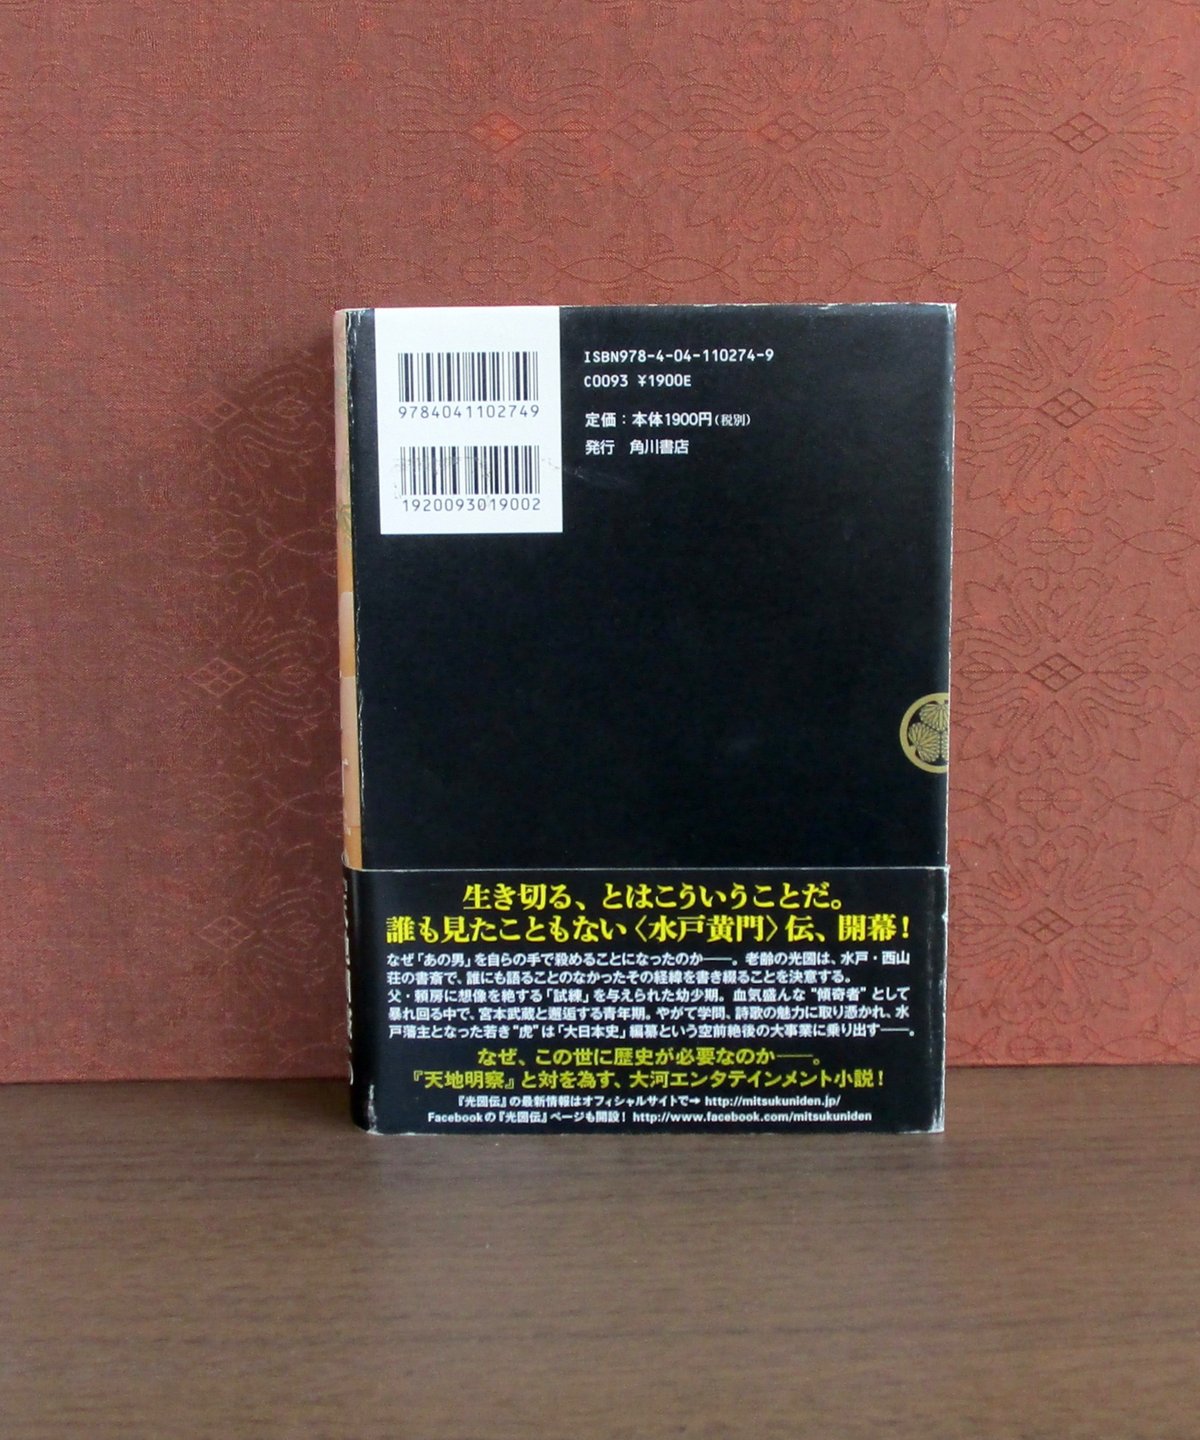 9784041102749
1920093019002
ISBN978-4-04-110274-9
C0093 ¥1900E
定価：本体1900円（税別）
発行　角川書店
生き切る、とはこういうことだ。
誰も見たこともない〈水戸黄門〉伝、開幕！
なぜ「あの男」を自らの手で殺めることになったのか――。老齢の光圀は、水戸・西山
荘の書斎で、誰にも語ることのなかったその経緯を書き綴ることを決意する。
父・頼房に想像を絶する「試練」を与えられた幼少期。血気盛んな“傾奇者”として
暴れ回る中で、宮本武蔵と邂逅する青年期。やがて学問、詩歌の魅力に取り憑かれ、水
戸藩主となった若き“虎”は「大日本史」編纂という空前絶後の大事業に乗り出す――。
なぜ、この世に歴史が必要なのか――。
『天地明察』と対を為す、大河エンタテインメント小説！
『光圀伝』の最新情報はオフィシャルサイトで→ http://mitsukuniden.jp/
Facebookの『光圀伝』ページも開設！ http://www.facebook.com/mitsukuniden